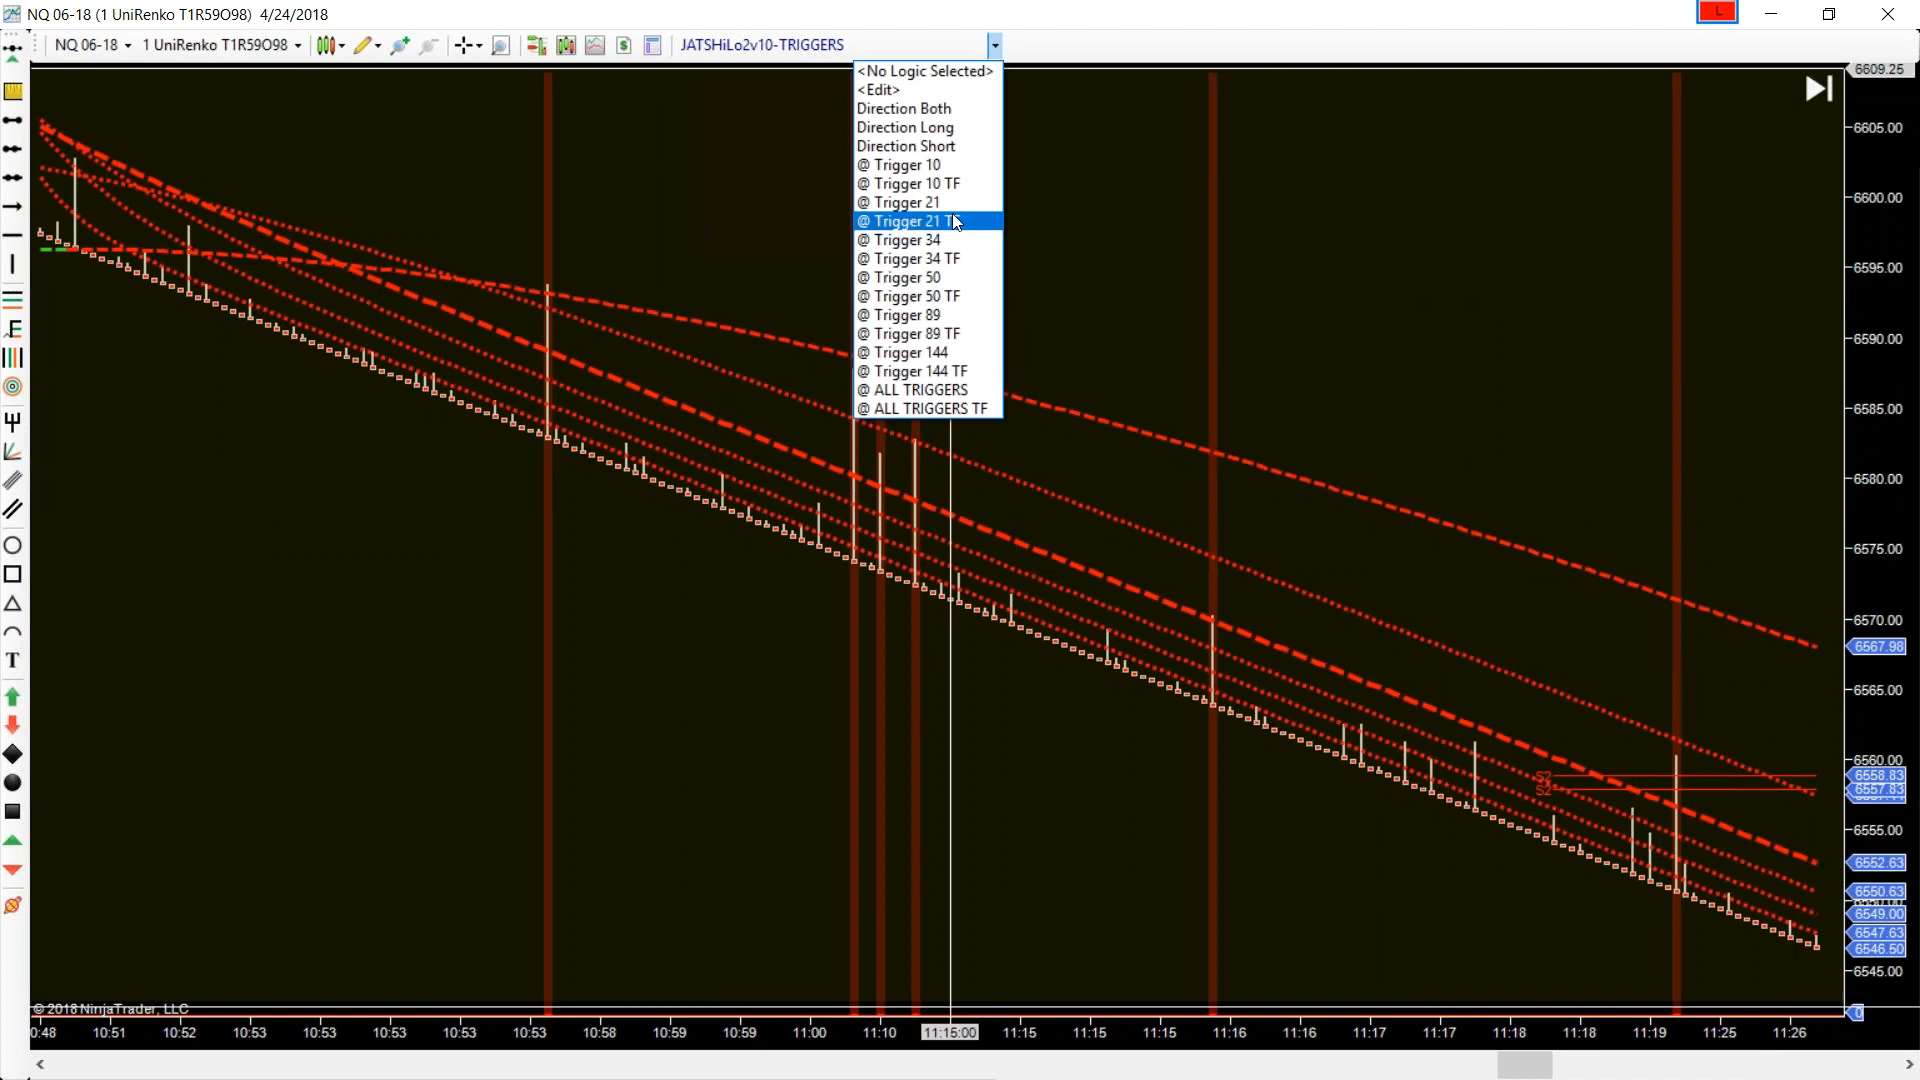 NQ 06-18 (1 UniRenko T1R59O98) 4/24/2018
L
NQ 06-18 1 UniRenko T1R59O98 JATSHiLo2v10-TRIGGERS
<No Logic Selected>
<Edit>
Direction Both
Direction Long
Direction Short
@ Trigger 10
@ Trigger 10 TF
@ Trigger 21
@ Trigger 21 TF
@ Trigger 34
@ Trigger 34 TF
@ Trigger 50
@ Trigger 50 TF
@ Trigger 89
@ Trigger 89 TF
@ Trigger 144
@ Trigger 144 TF
@ ALL TRIGGERS
@ ALL TRIGGERS TF
6609.25
6605.00
6600.00
6595.00
6590.00
6585.00
6580.00
6575.00
6570.00
6567.98
6565.00
6560.00
S2
6558.83
S2
6557.83
6555.00
6552.63
6550.63
6549.00
6547.63
6546.50
6545.00
0
T
© 2018 NinjaTrader, LLC
0:48 10:51 10:52 10:53 10:53 10:53 10:53 10:53 10:58 10:59 10:59 11:00 11:10 11:15:00 11:15 11:15 11:15 11:16 11:16 11:17 11:17 11:18 11:18 11:19 11:25 11:26